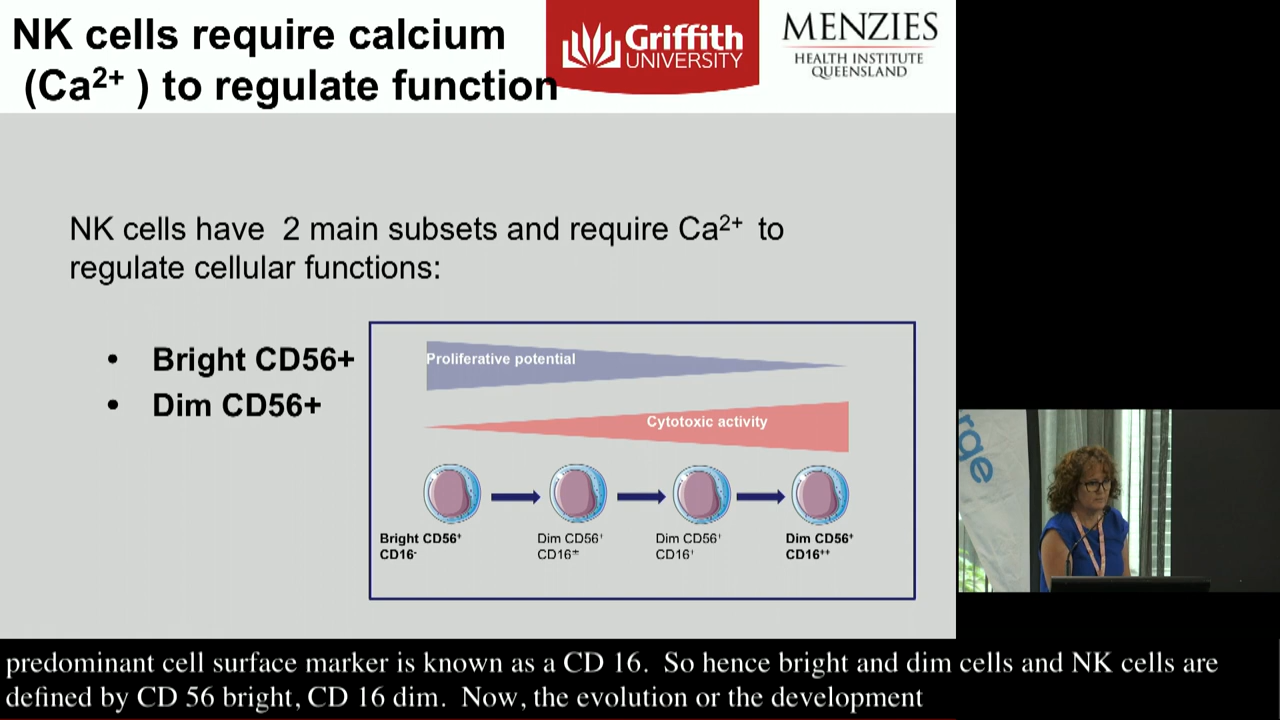 NK cells require calcium
(Ca²⁺ ) to regulate function
Griffith
UNIVERSITY
MENZIES
HEALTH INSTITUTE
QUEENSLAND
NK cells have 2 main subsets and require Ca²⁺ to
regulate cellular functions:
• Bright CD56+
• Dim CD56+
Proliferative potential
Cytotoxic activity
Bright CD56⁺
CD16⁻
Dim CD56⁺
CD16±
Dim CD56⁺
CD16⁺
Dim CD56⁺
CD16⁺⁺
rge
predominant cell surface marker is known as a CD 16. So hence bright and dim cells and NK cells are
defined by CD 56 bright, CD 16 dim. Now, the evolution or the development